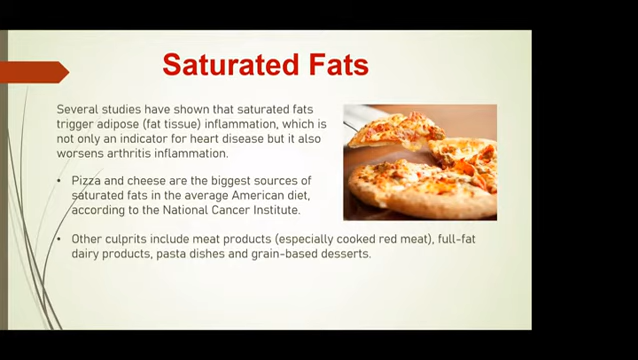 Saturated Fats
Several studies have shown that saturated fats
trigger adipose (fat tissue) inflammation, which is
not only an indicator for heart disease but it also
worsens arthritis inflammation.
• Pizza and cheese are the biggest sources of
saturated fats in the average American diet,
according to the National Cancer Institute.
• Other culprits include meat products (especially cooked red meat), full-fat
dairy products, pasta dishes and grain-based desserts.